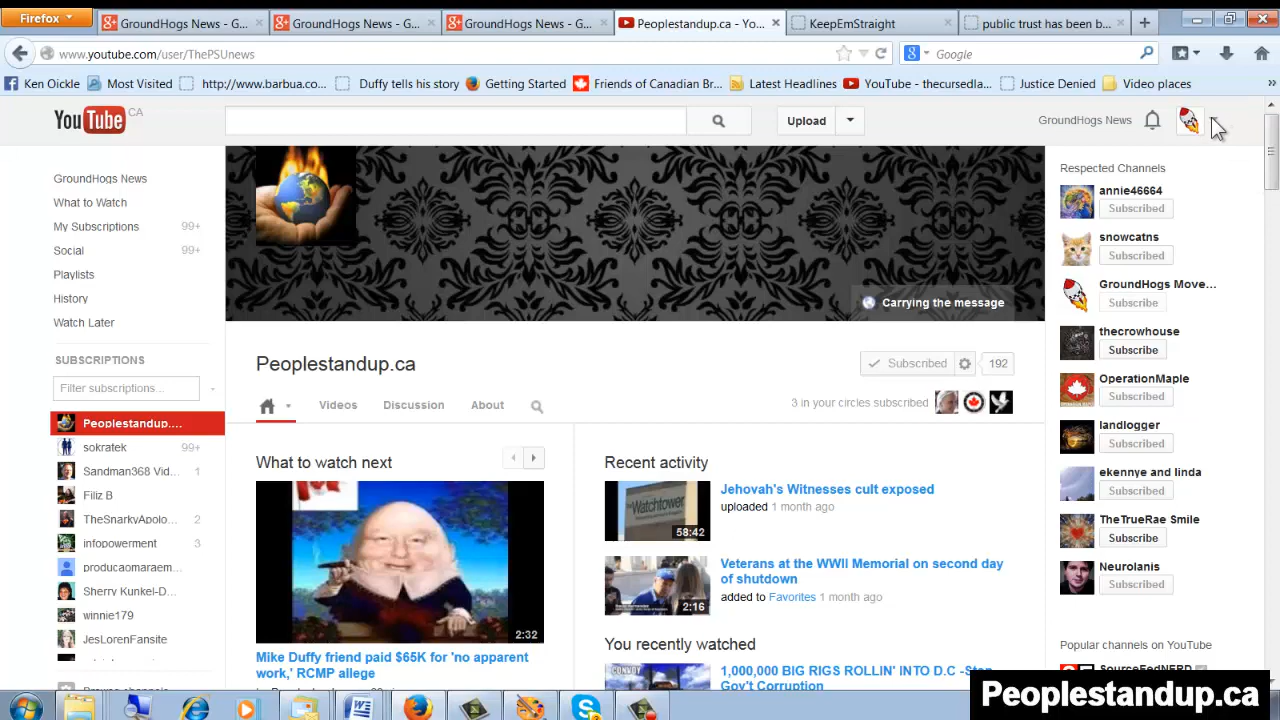 Firefox
GroundHogs News - G...
GroundHogs News - G...
GroundHogs News - G...
Peoplestandup.ca - Yo...
KeepEmStraight
public trust has been b...
www.youtube.com/user/ThePSUnews
Google
Ken Oickle
Most Visited
http://www.barbua.co...
Duffy tells his story
Getting Started
Friends of Canadian Br...
Latest Headlines
YouTube - thecursedla...
Justice Denied
Video places
YouTube CA
Upload
GroundHogs News
GroundHogs News
What to Watch
My Subscriptions 99+
Social 99+
Playlists
History
Watch Later
SUBSCRIPTIONS
Filter subscriptions...
Peoplestandup....
sokratek 99+
Sandman368 Vid... 1
Filiz B
TheSnarkyApolo... 2
infopowerment 3
producaomaraem...
Sherry Kunkel-D...
winnie179
JesLorenFansite
Carrying the message
Peoplestandup.ca
Subscribed 192
Videos
Discussion
About
3 in your circles subscribed
What to watch next
2:32
Mike Duffy friend paid $65K for 'no apparent
work,' RCMP allege
Recent activity
The Watchtower
58:42
Jehovah's Witnesses cult exposed
uploaded 1 month ago
2:16
Veterans at the WWII Memorial on second day
of shutdown
added to Favorites 1 month ago
You recently watched
CONVOY
1,000,000 BIG RIGS ROLLIN' INTO D.C -Stop
Gov't Corruption
Respected Channels
annie46664
Subscribed
snowcatns
Subscribed
GroundHogs Move...
Subscribe
thecrowhouse
Subscribe
OperationMaple
Subscribed
landlogger
Subscribed
ekennye and linda
Subscribed
TheTrueRae Smile
Subscribe
Neurolanis
Subscribed
Popular channels on YouTube
SourceFedNERD
Peoplestandup.ca